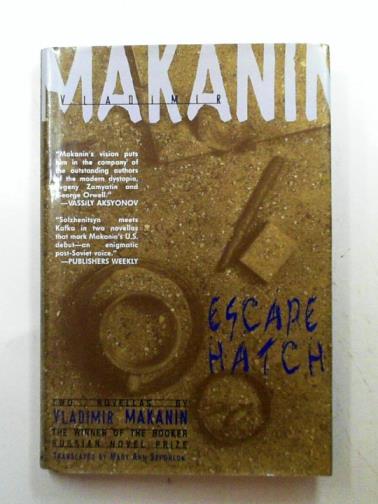 MAKANIN
VLADIMIR
"Makanin's vision puts
him in the company of
the outstanding authors
of the modern dystopia,
Evgeny Zamyatin and
George Orwell."
—VASSILY AKSYONOV
"Solzhenitsyn meets
Kafka in two novellas
that mark Makanin's U.S.
debut—an enigmatic
post-Soviet voice."
—PUBLISHERS WEEKLY
ESCAPE
HATCH
TWO NOVELLAS BY
VLADIMIR MAKANIN
THE WINNER OF THE BOOKER
RUSSIAN NOVEL PRIZE
TRANSLATED BY MARY ANN SZPORLUK